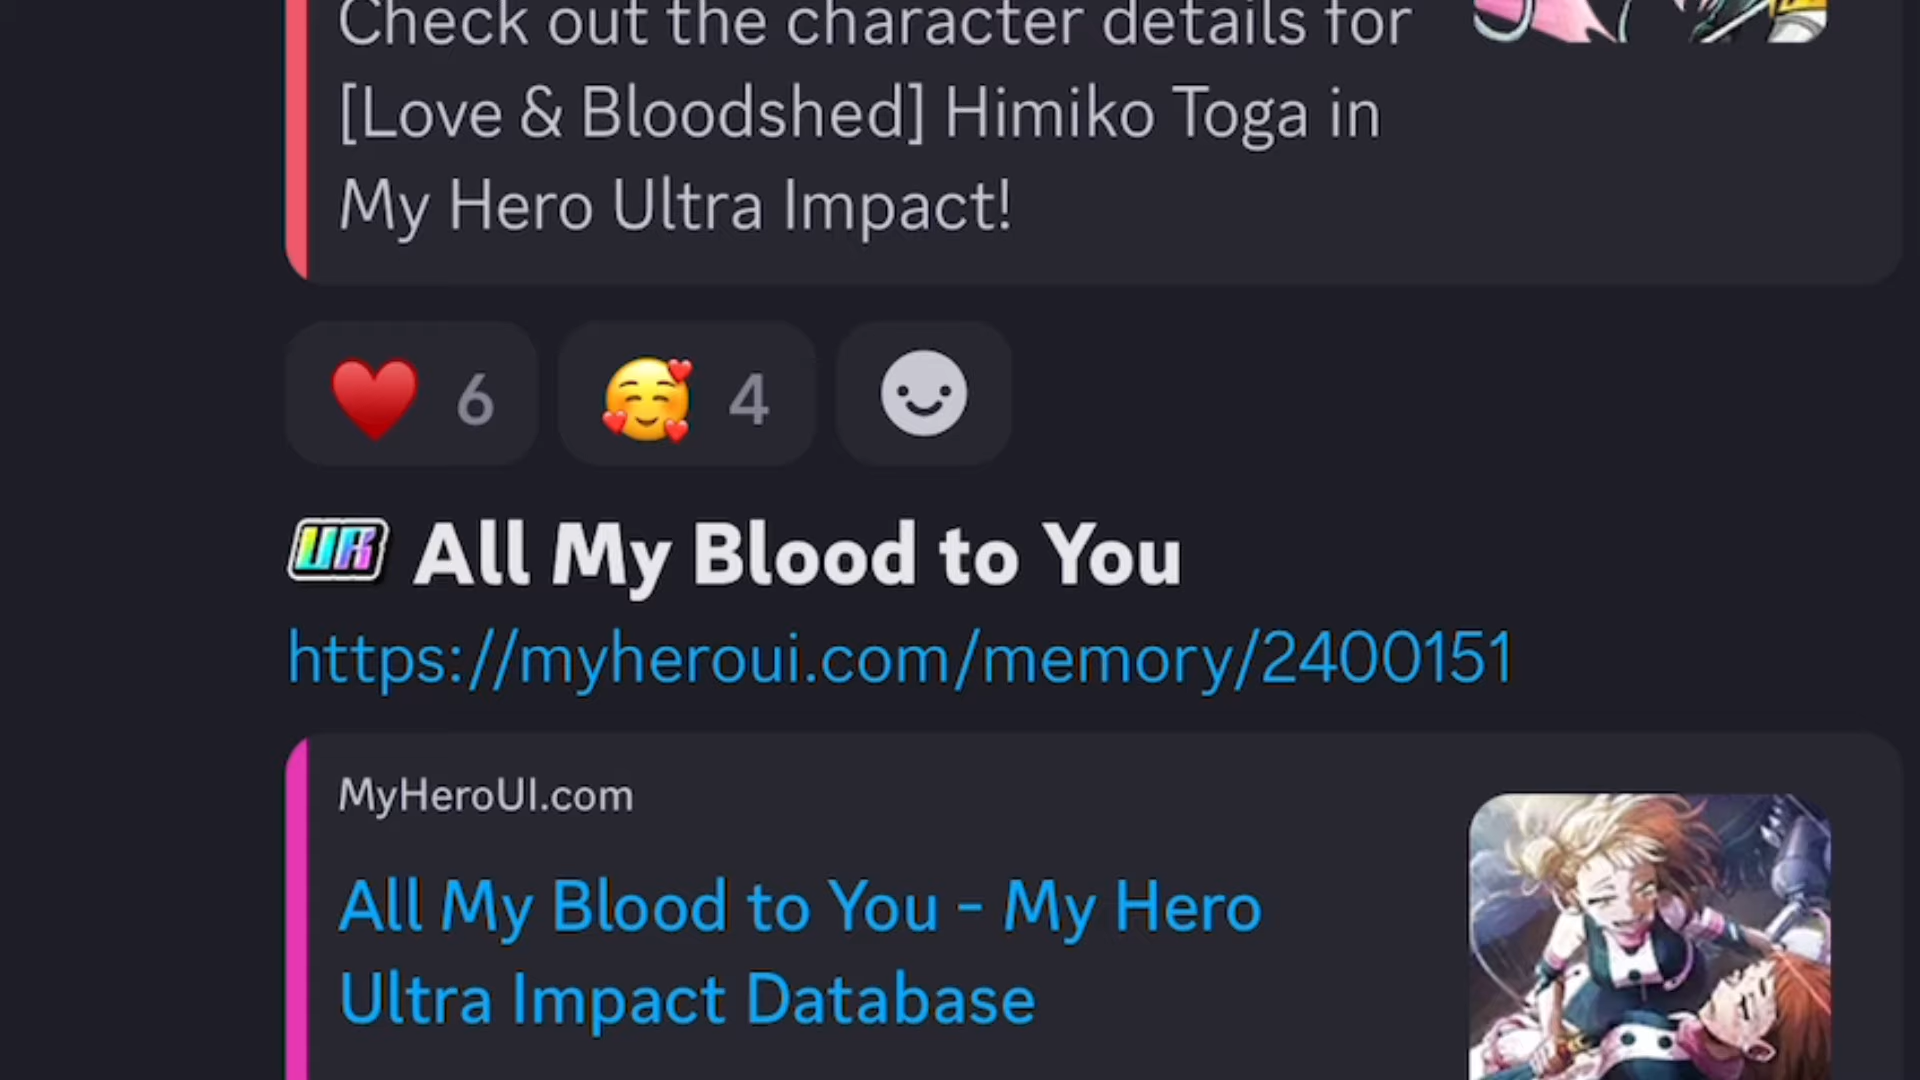 Check out the character details for
[Love & Bloodshed] Himiko Toga in
My Hero Ultra Impact!
6 4
UR All My Blood to You
https://myheroui.com/memory/2400151
MyHeroUI.com
All My Blood to You - My Hero
Ultra Impact Database